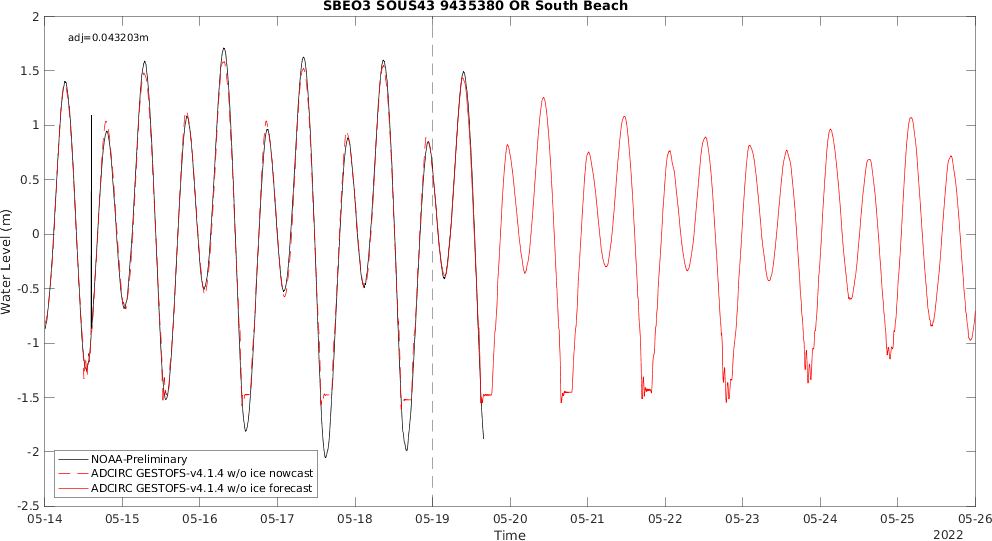 SBEO3 SOUS43 9435380 OR South Beach
adj=0.043203m
2
1.5
1
0.5
0
-0.5
-1
-1.5
-2
-2.5
Water Level (m)
NOAA-Preliminary
ADCIRC GESTOFS-v4.1.4 w/o ice nowcast
ADCIRC GESTOFS-v4.1.4 w/o ice forecast
05-14 05-15 05-16 05-17 05-18 05-19 05-20 05-21 05-22 05-23 05-24 05-25 05-26
Time
2022